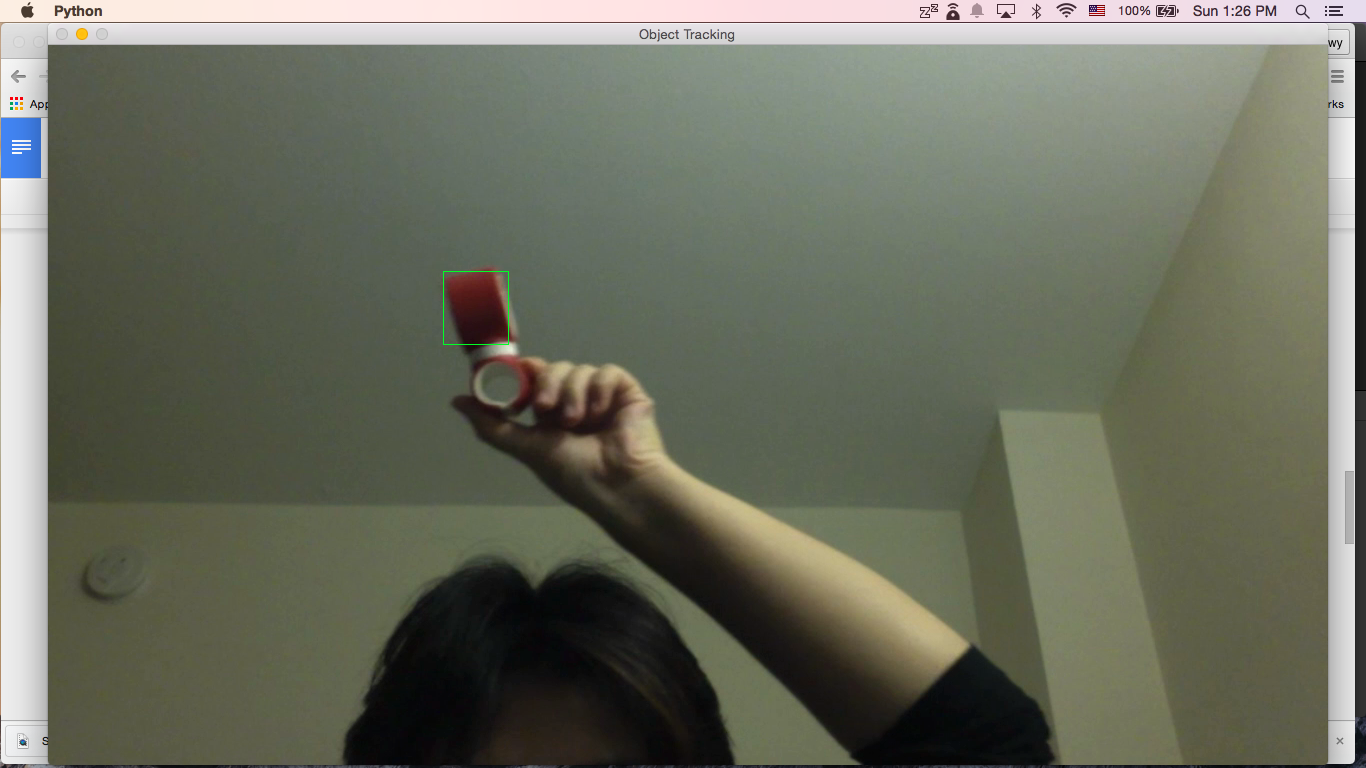 Python
100%
Sun 1:26 PM
Object Tracking
wy
App
rks
S